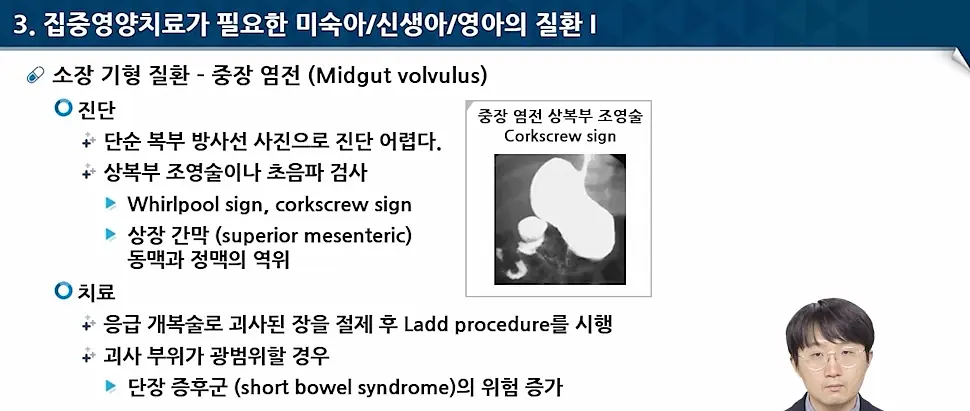 3. 집중영양치료가 필요한 미숙아/신생아/영아의 질환 I
소장 기형 질환 - 중장 염전 (Midgut volvulus)
진단
단순 복부 방사선 사진으로 진단 어렵다.
상복부 조영술이나 초음파 검사
Whirlpool sign, corkscrew sign
상장 간막 (superior mesenteric)
동맥과 정맥의 역위
중장 염전 상복부 조영술
Corkscrew sign
치료
응급 개복술로 괴사된 장을 절제 후 Ladd procedure를 시행
괴사 부위가 광범위할 경우
단장 증후군 (short bowel syndrome)의 위험 증가